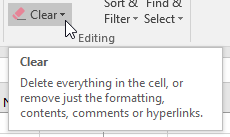 Sort & Find &
Clear Filter Select
Editing
Clear
Delete everything in the cell, or
remove just the formatting,
contents, comments or hyperlinks.